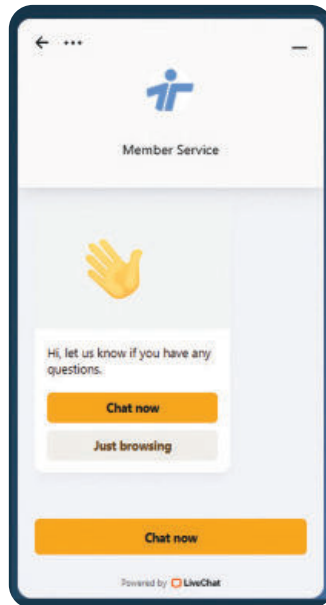 Member Service
Hi, let us know if you have any
questions.
Chat now
Just browsing
Chat now
Powered by LiveChat